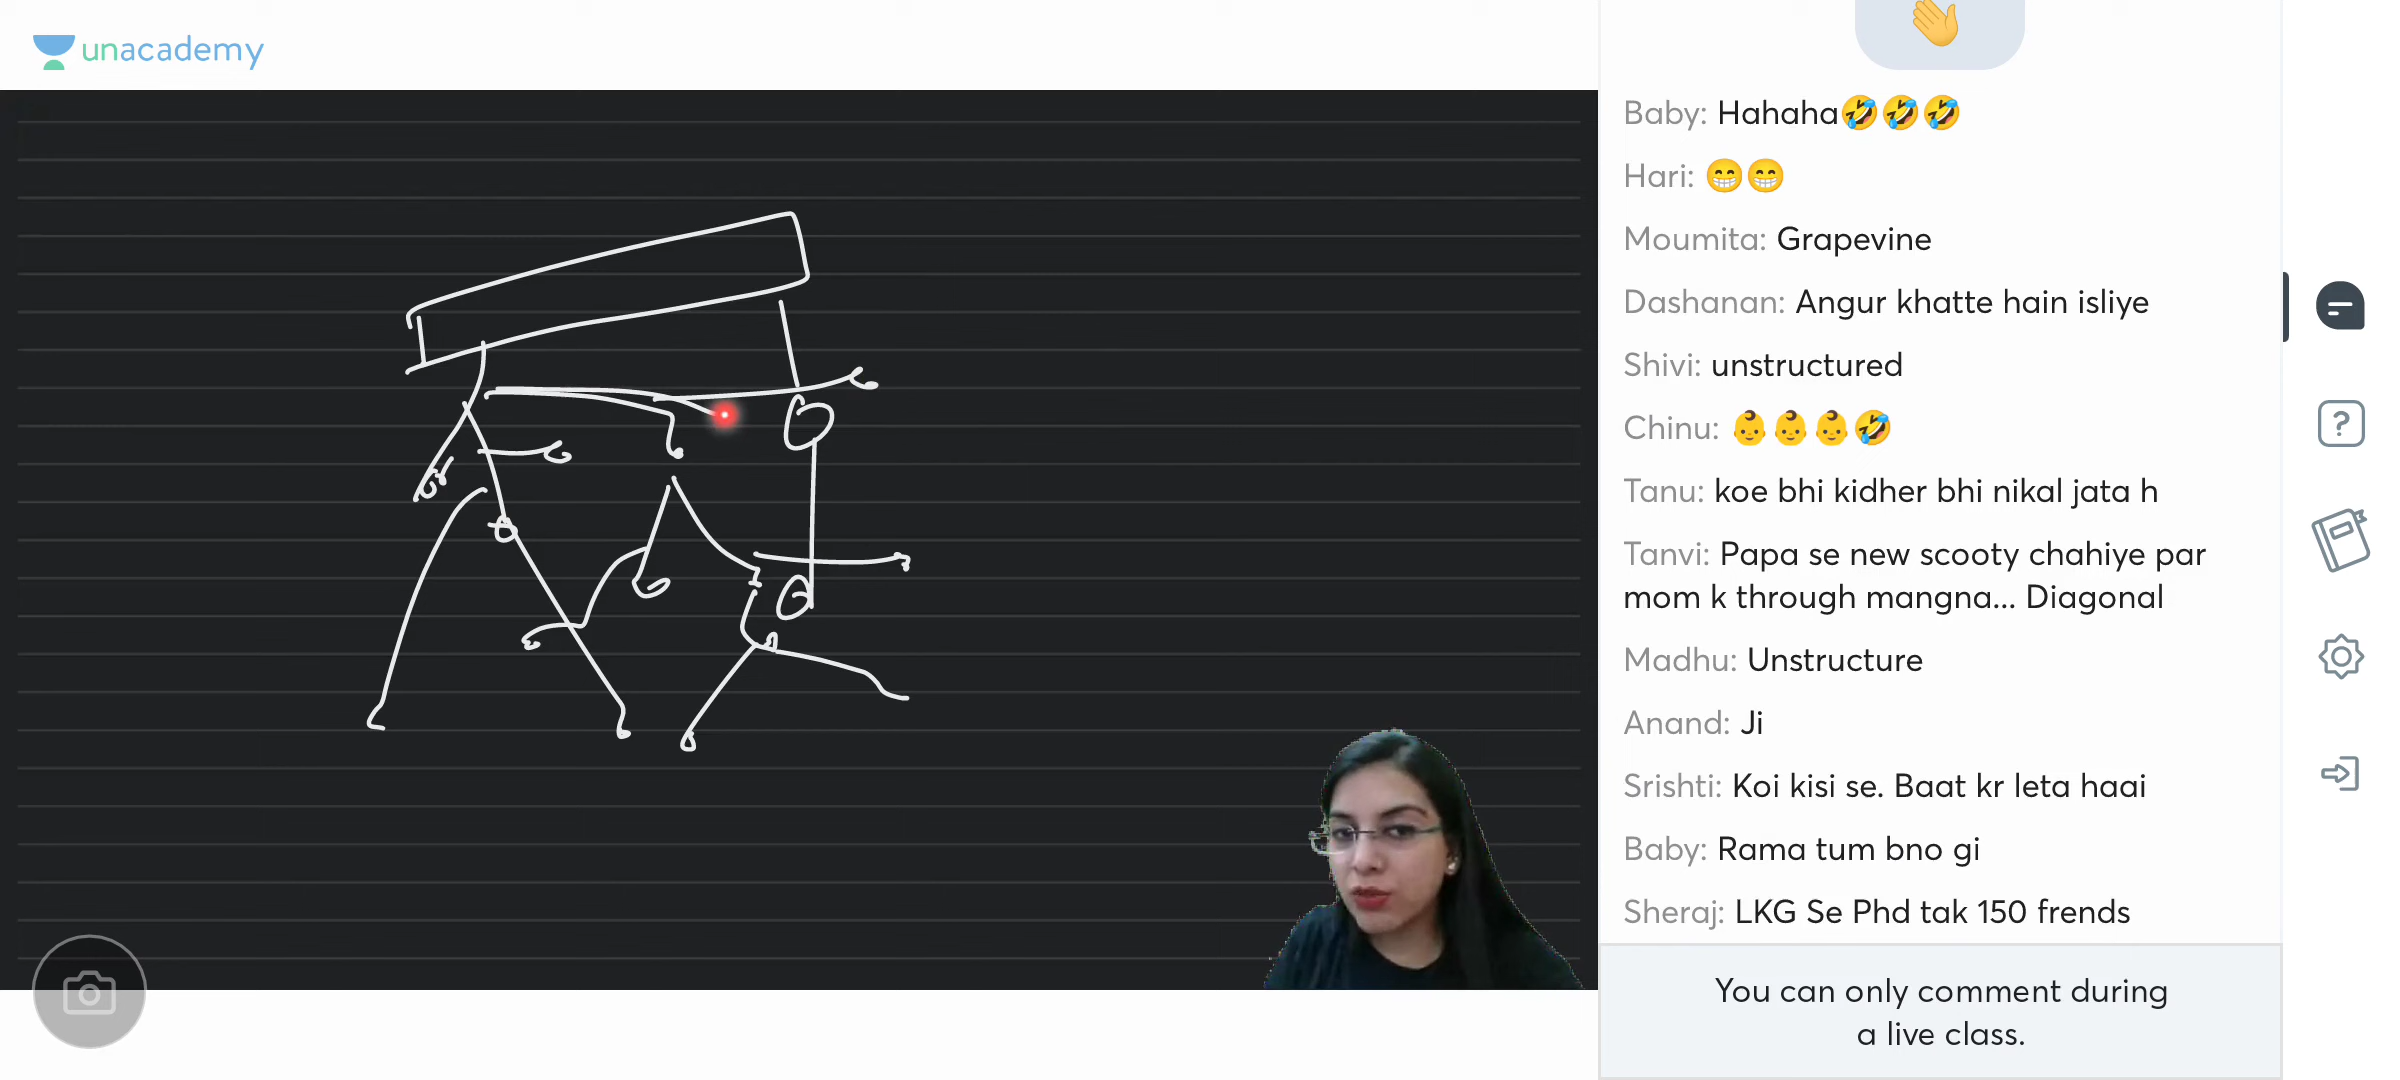 unacademy
Baby: Hahaha🤣🤣🤣
Hari: 😁😁
Moumita: Grapevine
Dashanan: Angur khatte hain isliye
Shivi: unstructured
Chinu: 👶👶👶🤣
Tanu: koe bhi kidher bhi nikal jata h
Tanvi: Papa se new scooty chahiye par
mom k through mangna... Diagonal
Madhu: Unstructure
Anand: Ji
Srishti: Koi kisi se. Baat kr leta haai
Baby: Rama tum bno gi
Sheraj: LKG Se Phd tak 150 frends
You can only comment during
a live class.